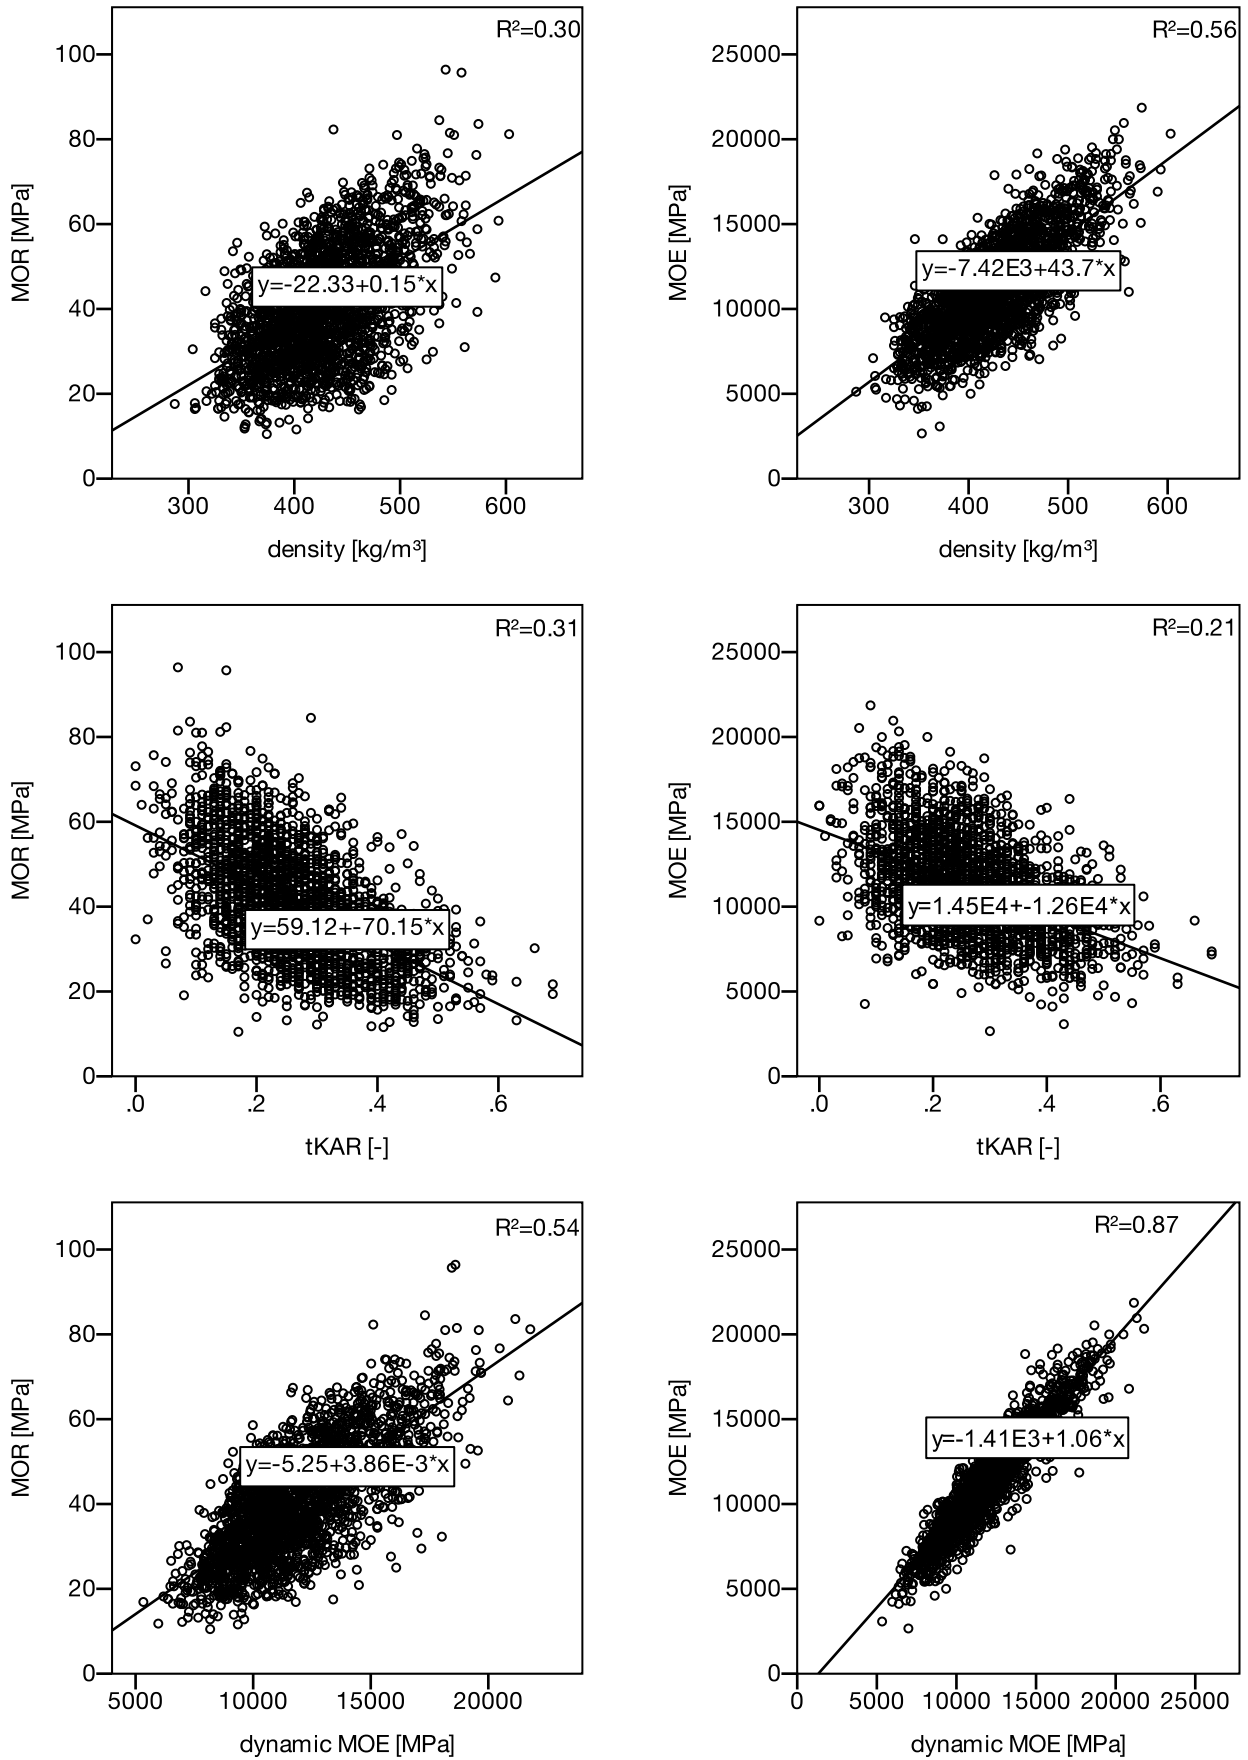 R²=0.30
100
80
60
40
20
0
MOR [MPa]
y=-22.33+0.15*x
300 400 500 600
density [kg/m³]
R²=0.56
25000
20000
15000
10000
5000
0
MOE [MPa]
y=-7.42E3+43.7*x
300 400 500 600
density [kg/m³]
R²=0.31
100
80
60
40
20
0
MOR [MPa]
y=59.12+-70.15*x
.0 .2 .4 .6
tKAR [-]
R²=0.21
25000
20000
15000
10000
5000
0
MOE [MPa]
y=1.45E4+-1.26E4*x
.0 .2 .4 .6
tKAR [-]
R²=0.54
100
80
60
40
20
0
MOR [MPa]
y=-5.25+3.86E-3*x
5000 10000 15000 20000
dynamic MOE [MPa]
R²=0.87
25000
20000
15000
10000
5000
0
MOE [MPa]
y=-1.41E3+1.06*x
0 5000 10000 15000 20000 25000
dynamic MOE [MPa]